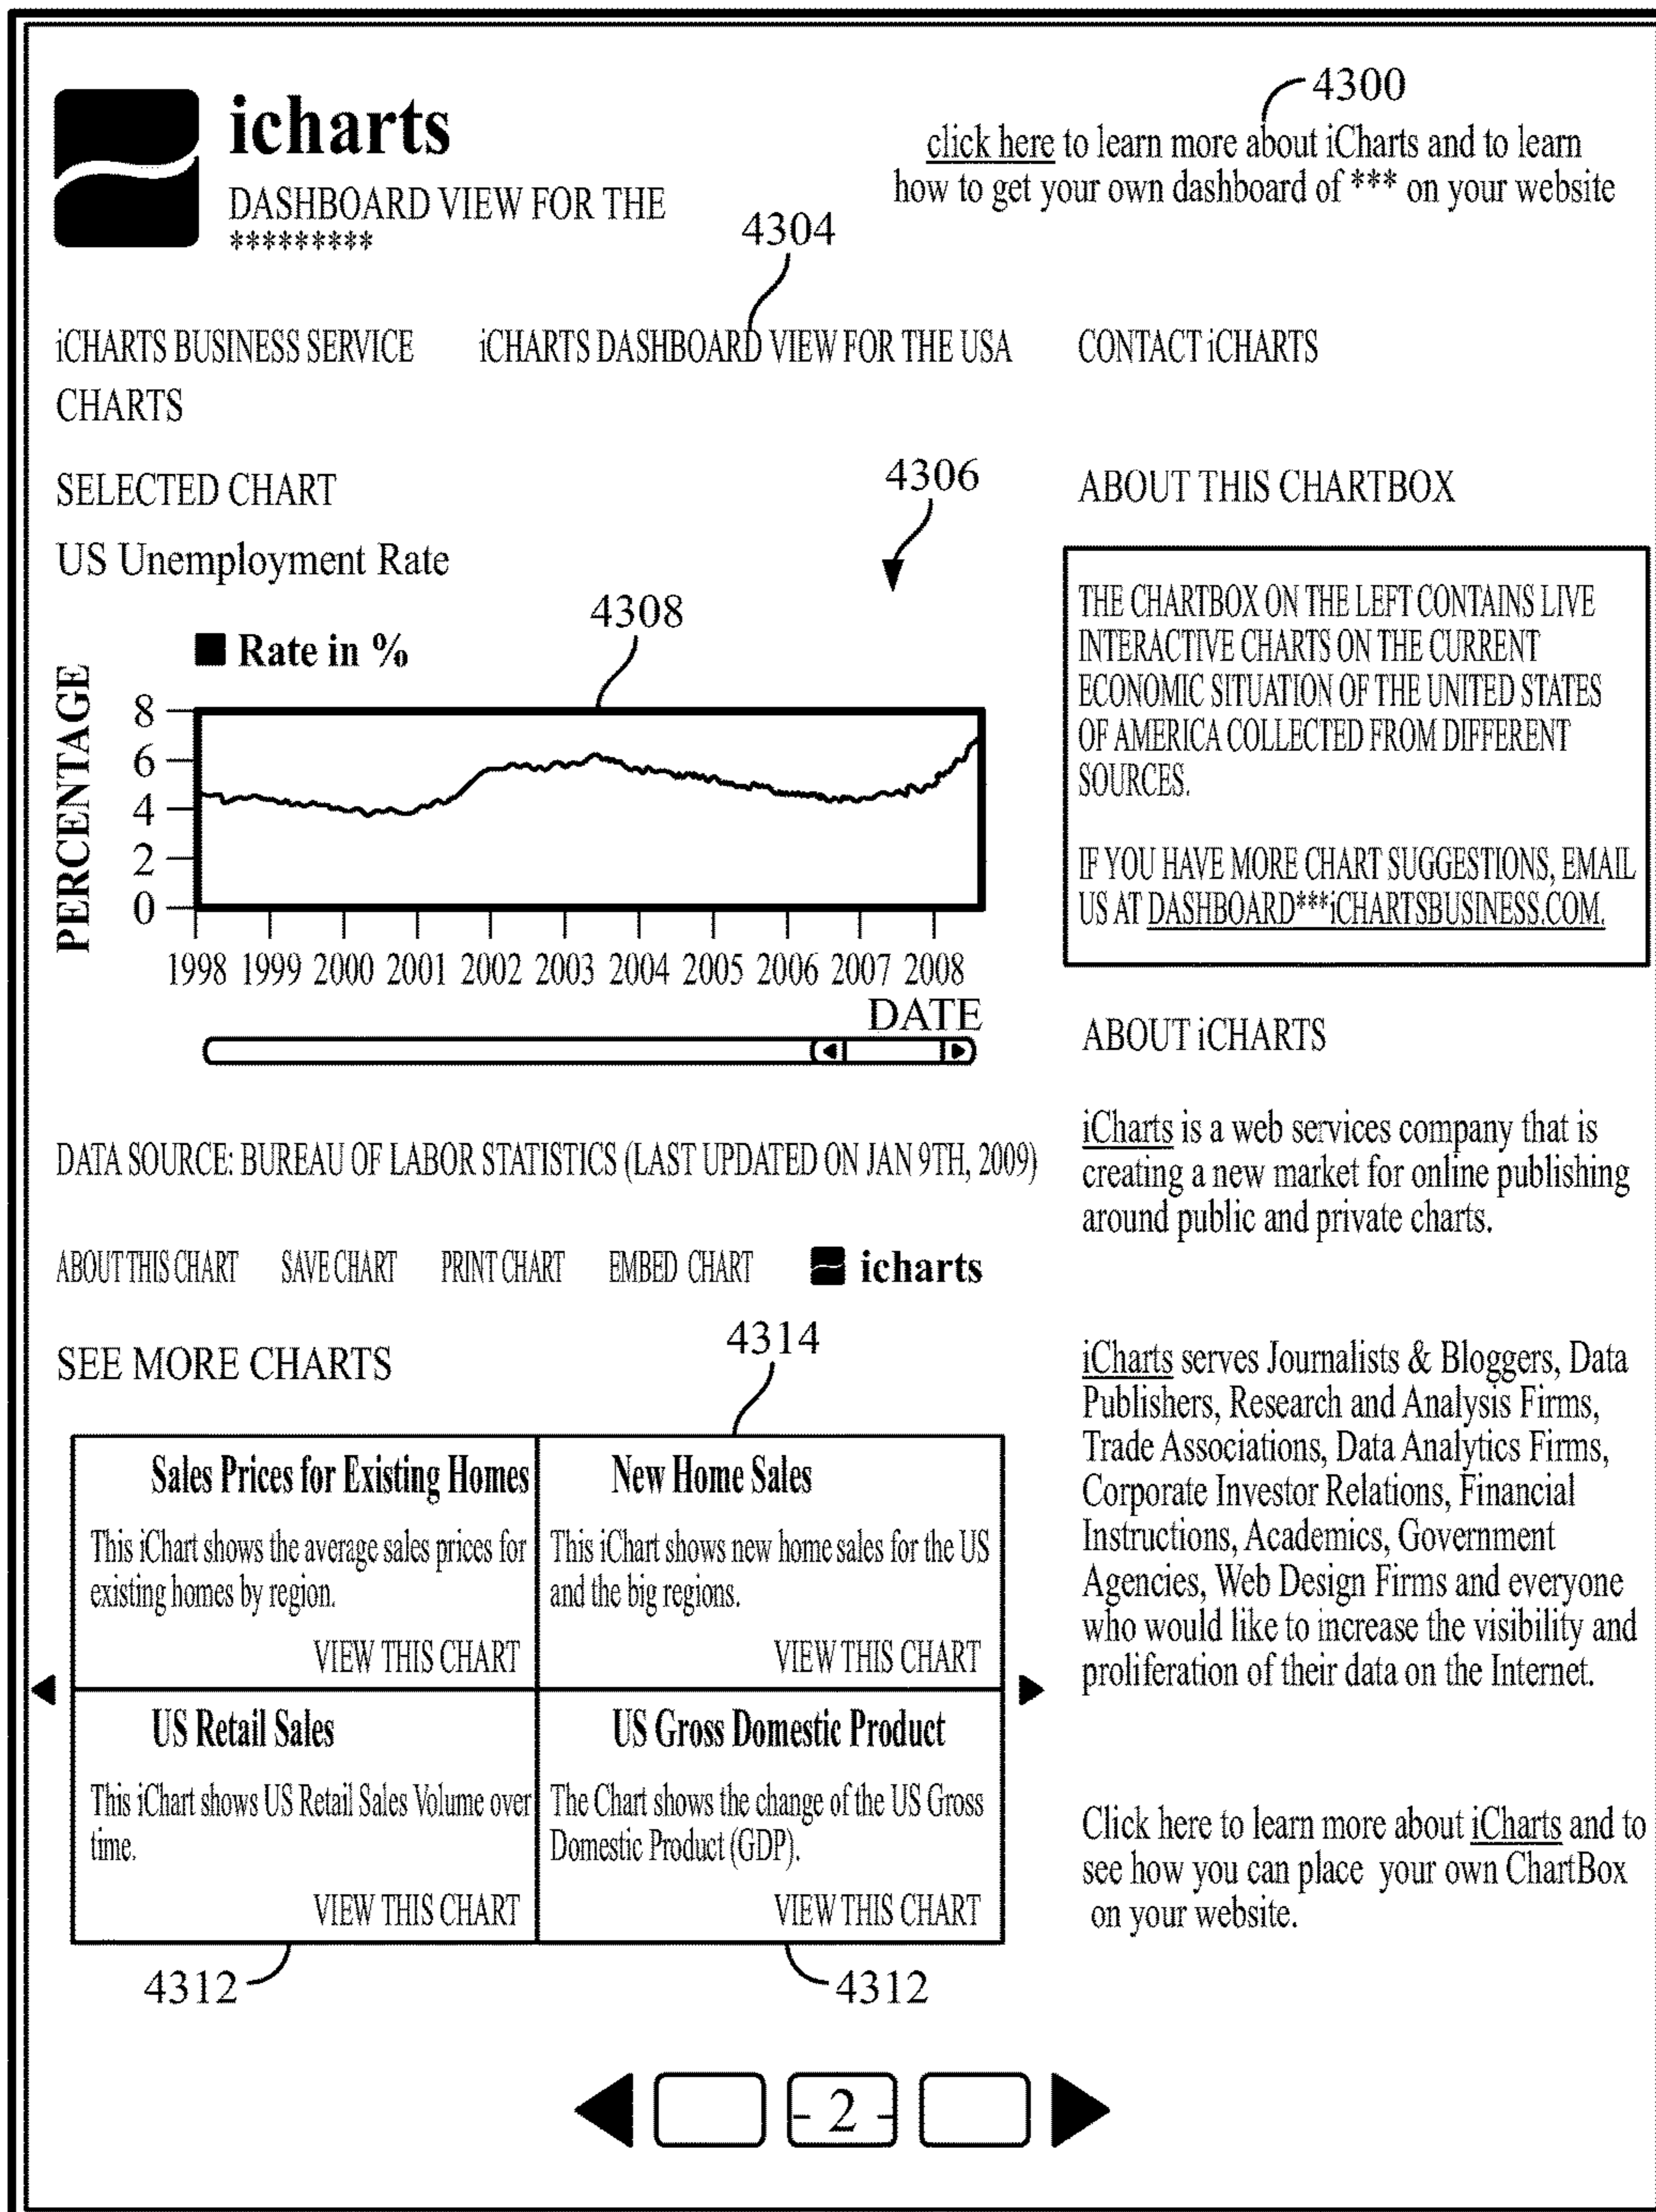 4300
icharts
DASHBOARD VIEW FOR THE
*********
click here to learn more about iCharts and to learn
how to get your own dashboard of *** on your website
4304
iCHARTS BUSINESS SERVICE
CHARTS
iCHARTS DASHBOARD VIEW FOR THE USA
CONTACT iCHARTS
SELECTED CHART
4306
US Unemployment Rate
4308
Rate in %
PERCENTAGE
8
6
4
2
0
1998 1999 2000 2001 2002 2003 2004 2005 2006 2007 2008
DATE
DATA SOURCE: BUREAU OF LABOR STATISTICS (LAST UPDATED ON JAN 9TH, 2009)
ABOUT THIS CHART SAVE CHART PRINT CHART EMBED CHART icharts
SEE MORE CHARTS
4314
Sales Prices for Existing Homes
This iChart shows the average sales prices for
existing homes by region.
VIEW THIS CHART
New Home Sales
This iChart shows new home sales for the US
and the big regions.
VIEW THIS CHART
US Retail Sales
This iChart shows US Retail Sales Volume over
time.
VIEW THIS CHART
US Gross Domestic Product
The Chart shows the change of the US Gross
Domestic Product (GDP).
VIEW THIS CHART
4312
4312
ABOUT THIS CHARTBOX
THE CHARTBOX ON THE LEFT CONTAINS LIVE
INTERACTIVE CHARTS ON THE CURRENT
ECONOMIC SITUATION OF THE UNITED STATES
OF AMERICA COLLECTED FROM DIFFERENT
SOURCES.
IF YOU HAVE MORE CHART SUGGESTIONS, EMAIL
US AT DASHBOARD***iCHARTSBUSINESS.COM.
ABOUT iCHARTS
iCharts is a web services company that is
creating a new market for online publishing
around public and private charts.
iCharts serves Journalists & Bloggers, Data
Publishers, Research and Analysis Firms,
Trade Associations, Data Analytics Firms,
Corporate Investor Relations, Financial
Instructions, Academics, Government
Agencies, Web Design Firms and everyone
who would like to increase the visibility and
proliferation of their data on the Internet.
Click here to learn more about iCharts and to
see how you can place your own ChartBox
on your website.
- 2 -